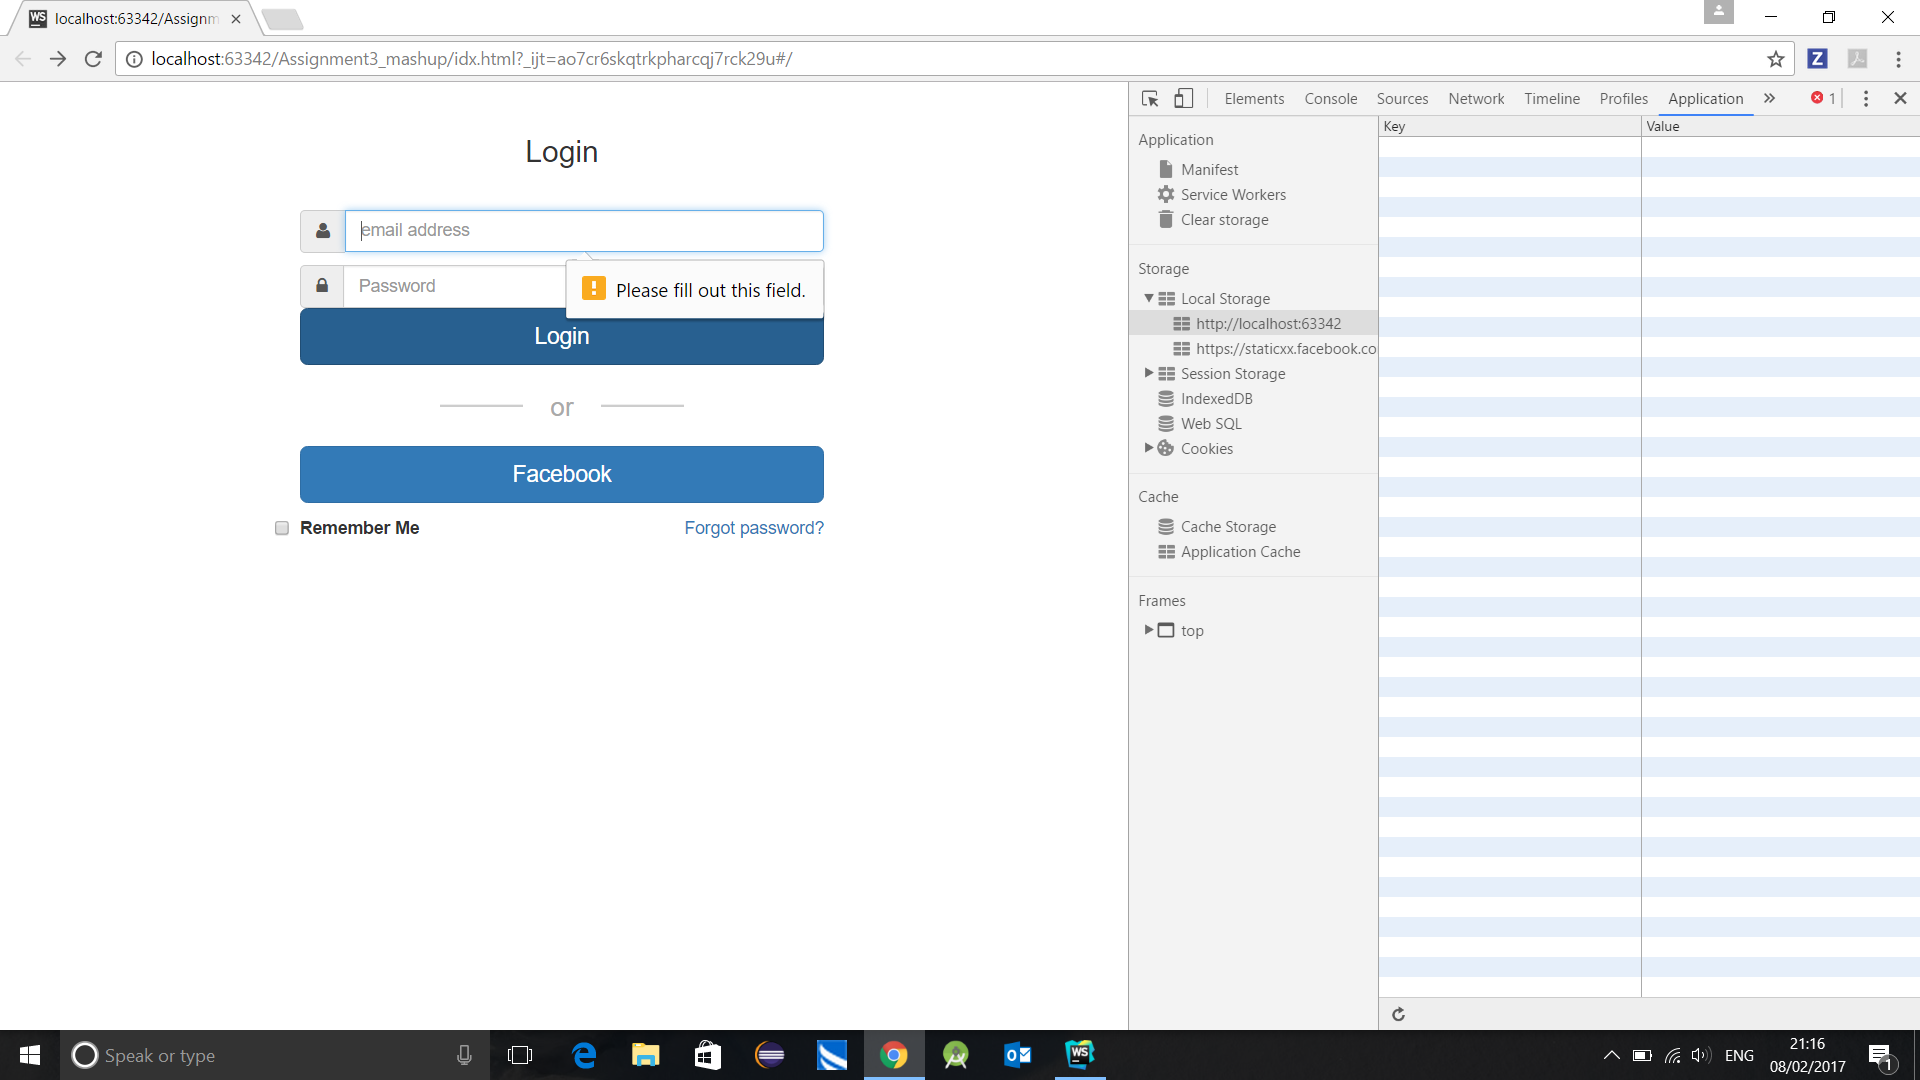 WS localhost:63342/Assignm
localhost:63342/Assignment3_mashup/idx.html?_ijt=ao7cr6skqtrkpharcqj7rck29u#/
Z
Login
email address
Password
Please fill out this field.
Login
or
Facebook
Remember Me Forgot password?
Elements Console Sources Network Timeline Profiles Application » 1
Application
Manifest
Service Workers
Clear storage
Storage
Local Storage
http://localhost:63342
https://staticxx.facebook.co
Session Storage
IndexedDB
Web SQL
Cookies
Cache
Cache Storage
Application Cache
Frames
top
Key Value
Speak or type
WS
ENG
21:16
08/02/2017
1